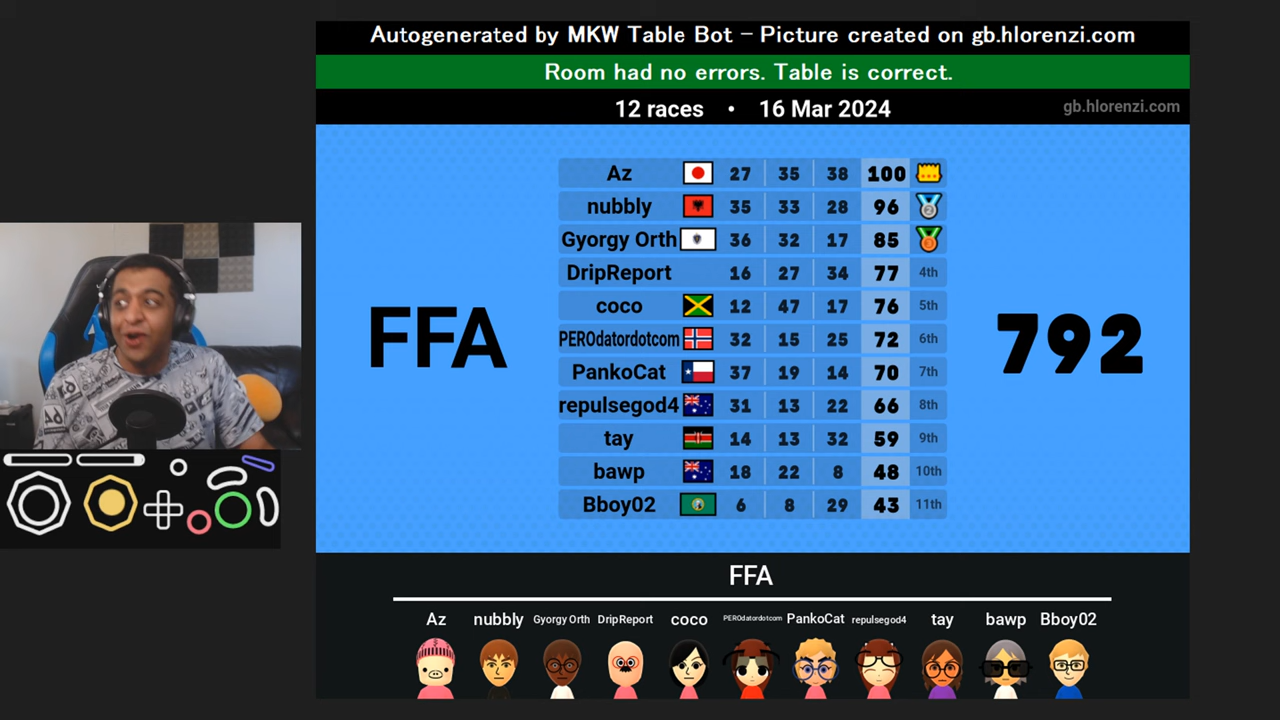 Autogenerated by MKW Table Bot – Picture created on gb.hlorenzi.com
Room had no errors. Table is correct.
12 races • 16 Mar 2024 gb.hlorenzi.com
FFA
Az 27 35 38 100
nubbly 35 33 28 96 2
Gyorgy Orth 36 32 17 85 3
DripReport 16 27 34 77 4th
coco 12 47 17 76 5th
PEROdatordotcom 32 15 25 72 6th
PankoCat 37 19 14 70 7th
repulsegod4 31 13 22 66 8th
tay 14 13 32 59 9th
bawp 18 22 8 48 10th
Bboy02 6 8 29 43 11th
792
FFA
Az nubbly Gyorgy Orth DripReport coco PEROdatordotcom PankoCat repulsegod4 tay bawp Bboy02